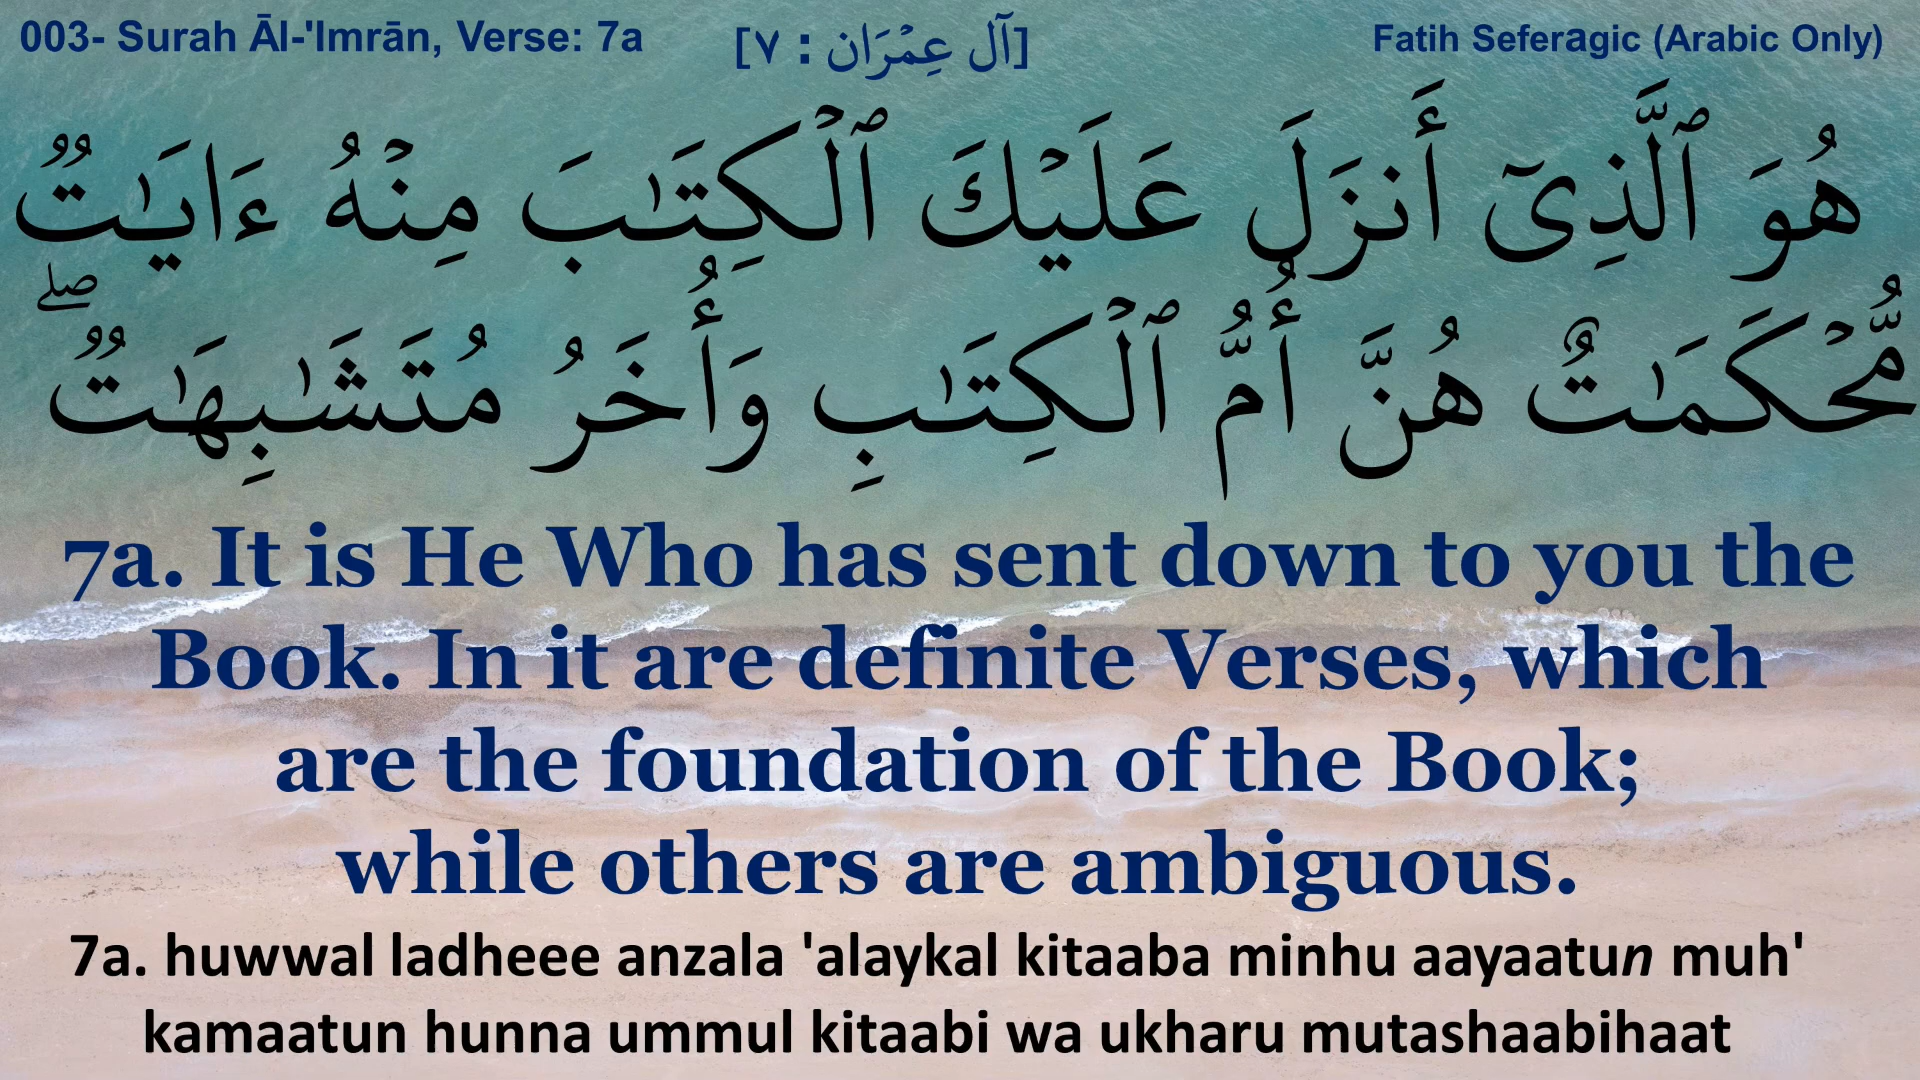 003- Surah Āl-'Imrān, Verse: 7a
[آل عِمْرَان : ٧]
Fatih Seferagic (Arabic Only)
هُوَ ٱلَّذِىٓ أَنزَلَ عَلَيْكَ ٱلْكِتَـٰبَ مِنْهُ ءَايَـٰتٌۭ
مُّحْكَمَـٰتٌ هُنَّ أُمُّ ٱلْكِتَـٰبِ وَأُخَرُ مُتَشَـٰبِهَـٰتٌۭ ۖ
7a. It is He Who has sent down to you the
Book. In it are definite Verses, which
are the foundation of the Book;
while others are ambiguous.
7a. huwwal ladheee anzala 'alaykal kitaaba minhu aayaatun muh'
kamaatun hunna ummul kitaabi wa ukharu mutashaabihaat